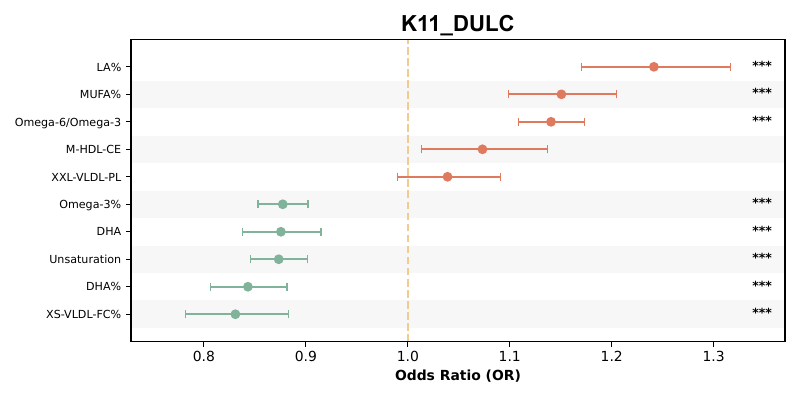 K11_DULC
LA% ***
MUFA% ***
Omega-6/Omega-3 ***
M-HDL-CE
XXL-VLDL-PL
Omega-3% ***
DHA ***
Unsaturation ***
DHA% ***
XS-VLDL-FC% ***
0.8 0.9 1.0 1.1 1.2 1.3
Odds Ratio (OR)